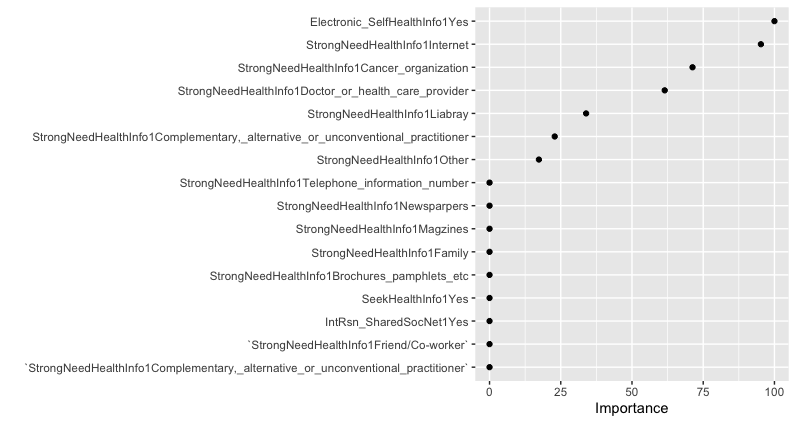 Electronic_SelfHealthInfo1Yes
StrongNeedHealthInfo1Internet
StrongNeedHealthInfo1Cancer_organization
StrongNeedHealthInfo1Doctor_or_health_care_provider
StrongNeedHealthInfo1Liabray
StrongNeedHealthInfo1Complementary,_alternative_or_unconventional_practitioner
StrongNeedHealthInfo1Other
StrongNeedHealthInfo1Telephone_information_number
StrongNeedHealthInfo1Newsparpers
StrongNeedHealthInfo1Magzines
StrongNeedHealthInfo1Family
StrongNeedHealthInfo1Brochures_pamphlets_etc
SeekHealthInfo1Yes
IntRsn_SharedSocNet1Yes
`StrongNeedHealthInfo1Friend/Co-worker`
`StrongNeedHealthInfo1Complementary,_alternative_or_unconventional_practitioner`
0 25 50 75 100
Importance